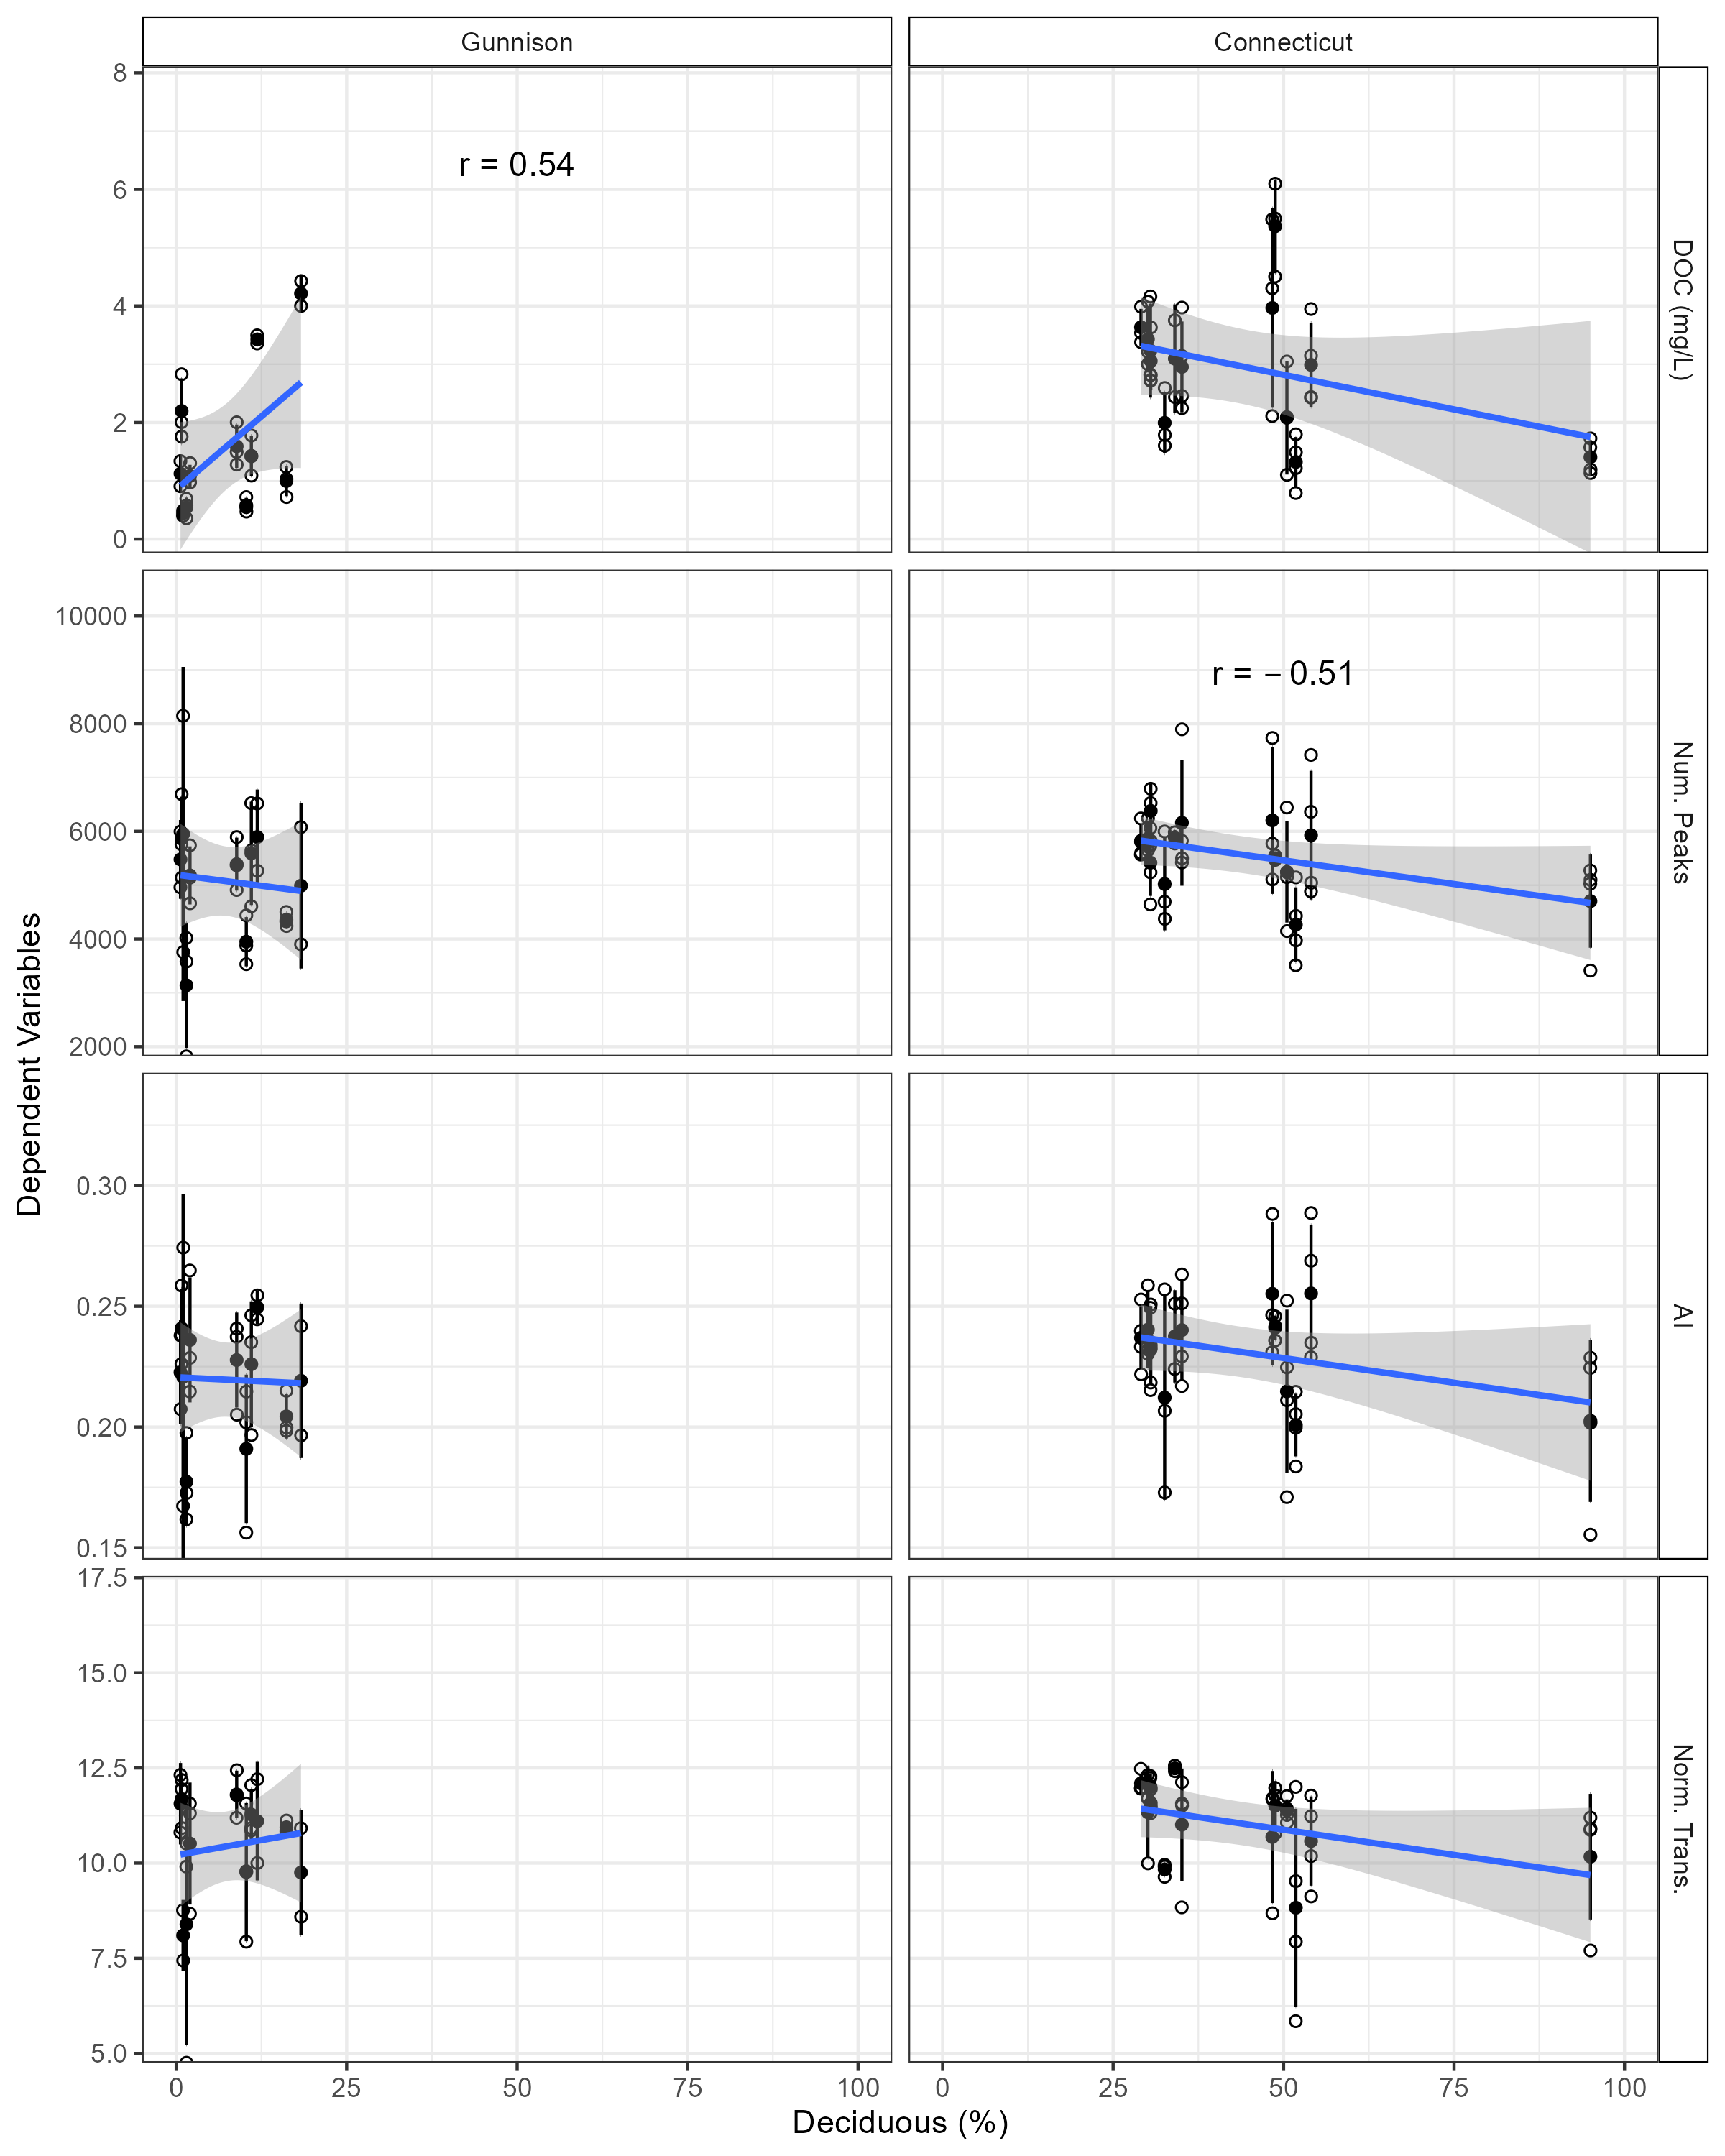 Gunnison
Connecticut
8
6
4
2
0
r = 0.54
DOC (mg/L)
10000
8000
6000
4000
2000
r = − 0.51
Num. Peaks
Dependent Variables
0.30
0.25
0.20
0.15
AI
17.5
15.0
12.5
10.0
7.5
5.0
Norm. Trans.
0 25 50 75 100 0 25 50 75 100
Deciduous (%)